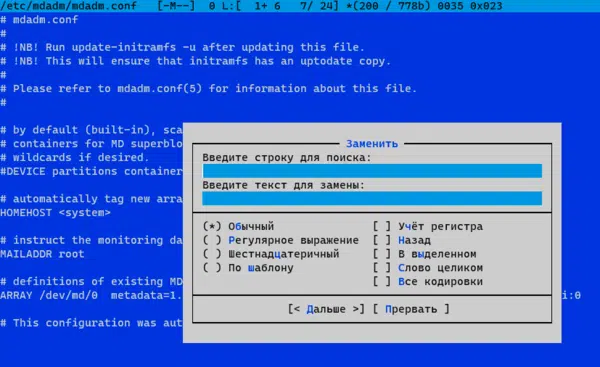 /etc/mdadm/mdadm.conf [-M--] 0 L:[ 1+ 6 7/ 24] *(200 / 778b) 0035 0x023
# mdadm.conf
#
# !NB! Run update-initramfs -u after updating this file.
# !NB! This will ensure that initramfs has an uptodate copy.
#
# Please refer to mdadm.conf(5) for information about this file.
#
# by default (built-in), sca
# containers for MD superblo
# wildcards if desired.
#DEVICE partitions container
# automatically tag new arra
HOMEHOST <system>
# instruct the monitoring da
MAILADDR root
# definitions of existing MD
ARRAY /dev/md/0 metadata=1. i:0
# This configuration was aut
Заменить
Введите строку для поиска:
Введите текст для замены:
(*) Обычный [ ] Учёт регистра
( ) Регулярное выражение [ ] Назад
( ) Шестнадцатеричный [ ] В выделенном
( ) По шаблону [ ] Слово целиком
[ ] Все кодировки
[< Дальше >] [ Прервать ]